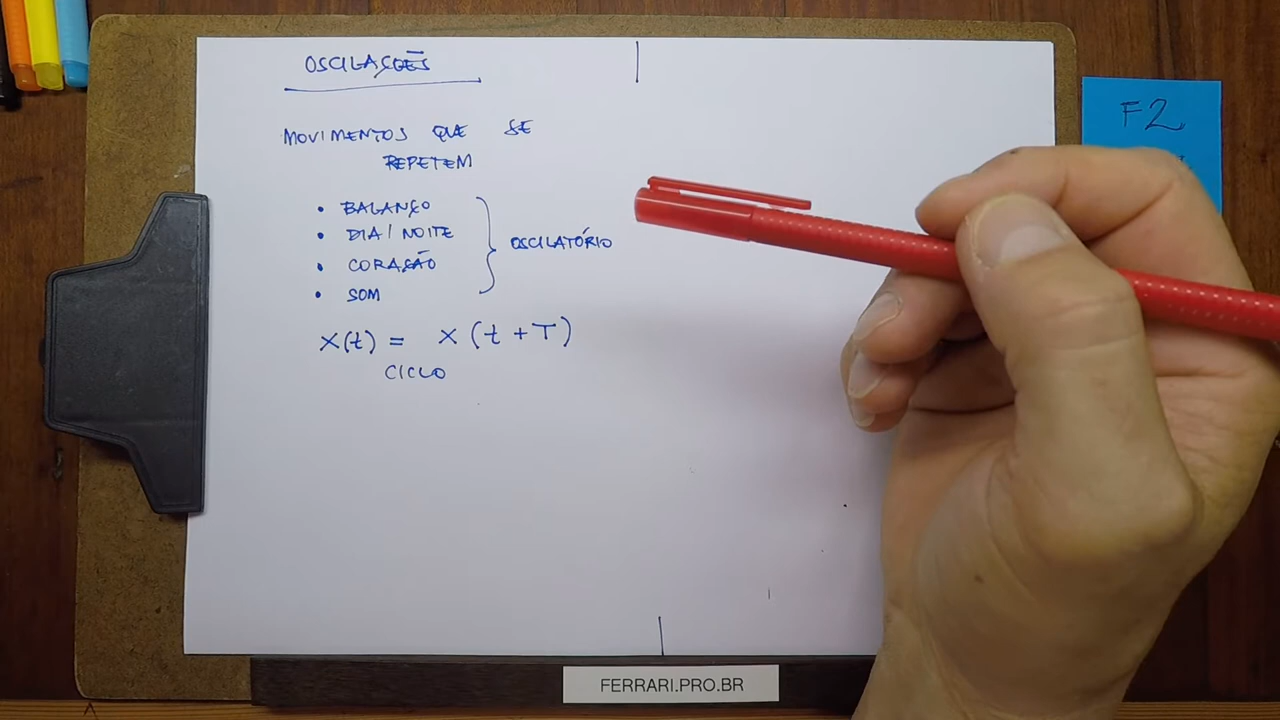 OSCILAÇÕES
MOVIMENTOS QUE SE
REPETEM
• BALANÇO
• DIA/NOITE
• CORAÇÃO
• SOM
OSCILATÓRIO
X(t) = X(t+T)
CICLO
F2
FERRARI.PRO.BR